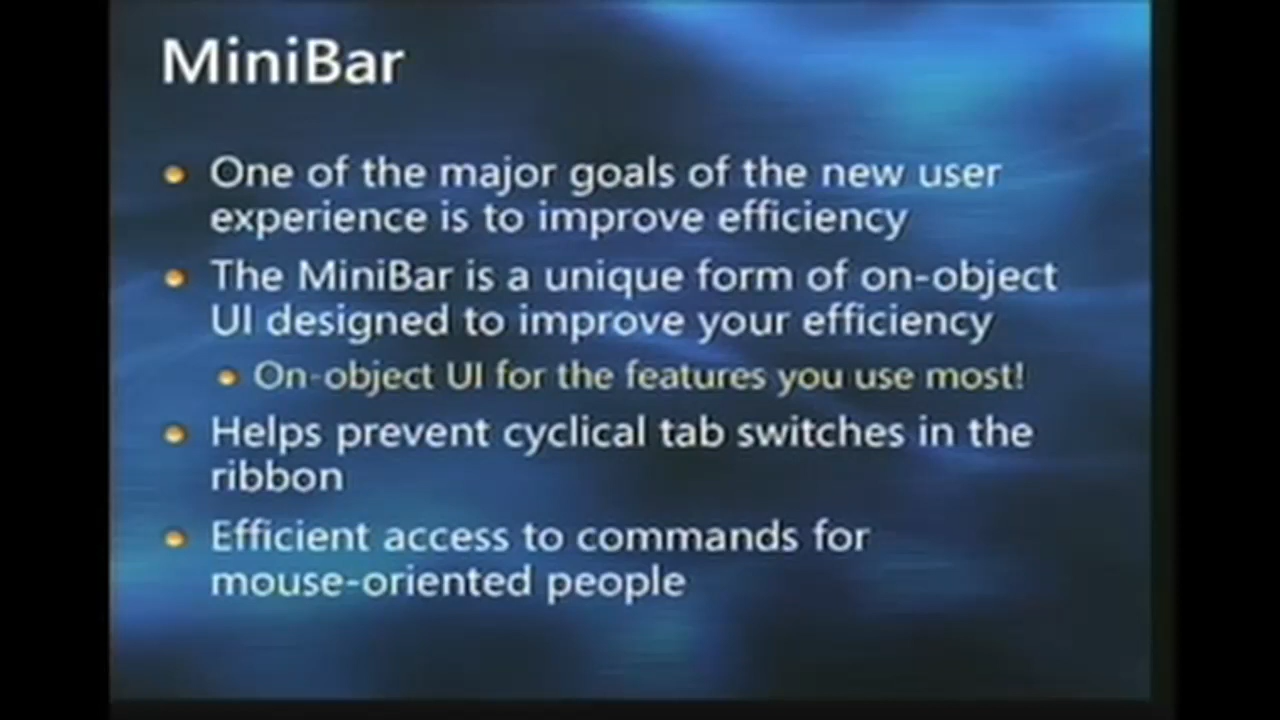 MiniBar
One of the major goals of the new user
experience is to improve efficiency
The MiniBar is a unique form of on-object
UI designed to improve your efficiency
On-object UI for the features you use most!
Helps prevent cyclical tab switches in the
ribbon
Efficient access to commands for
mouse-oriented people